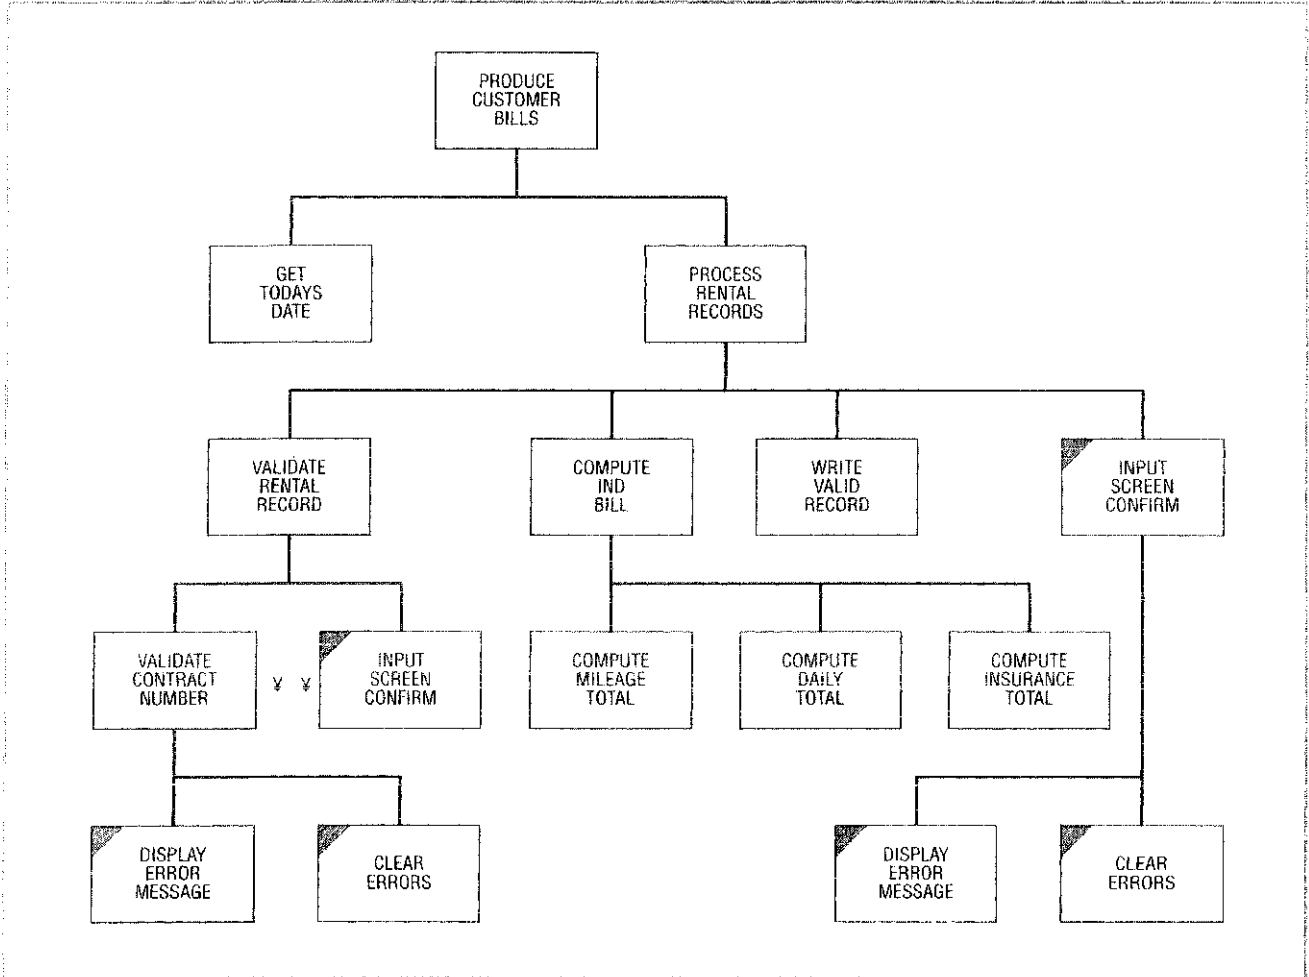 PRODUCE
CUSTOMER
BILLS
GET
TODAYS
DATE
PROCESS
RENTAL
RECORDS
VALIDATE
RENTAL
RECORD
COMPUTE
IND
BILL
WRITE
VALID
RECORD
INPUT
SCREEN
CONFIRM
VALIDATE
CONTRACT
NUMBER
¥ ¥
INPUT
SCREEN
CONFIRM
COMPUTE
MILEAGE
TOTAL
COMPUTE
DAILY
TOTAL
COMPUTE
INSURANCE
TOTAL
DISPLAY
ERROR
MESSAGE
CLEAR
ERRORS
DISPLAY
ERROR
MESSAGE
CLEAR
ERRORS